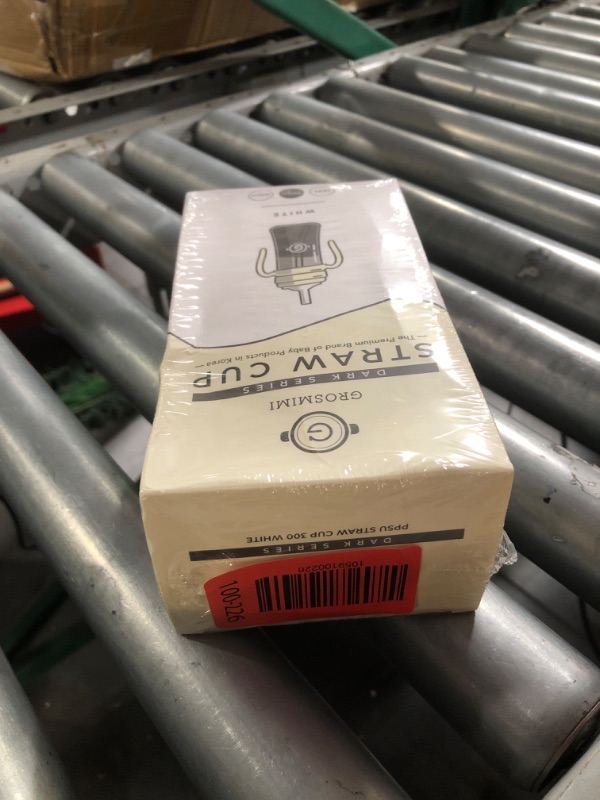 G
GROSMIMI
DARK SERIES
STRAW CUP
— The Premium Brand of Baby Products in Korea —
WHITE
DARK SERIES
PPSU STRAW CUP 300 WHITE
1069100226
100-226